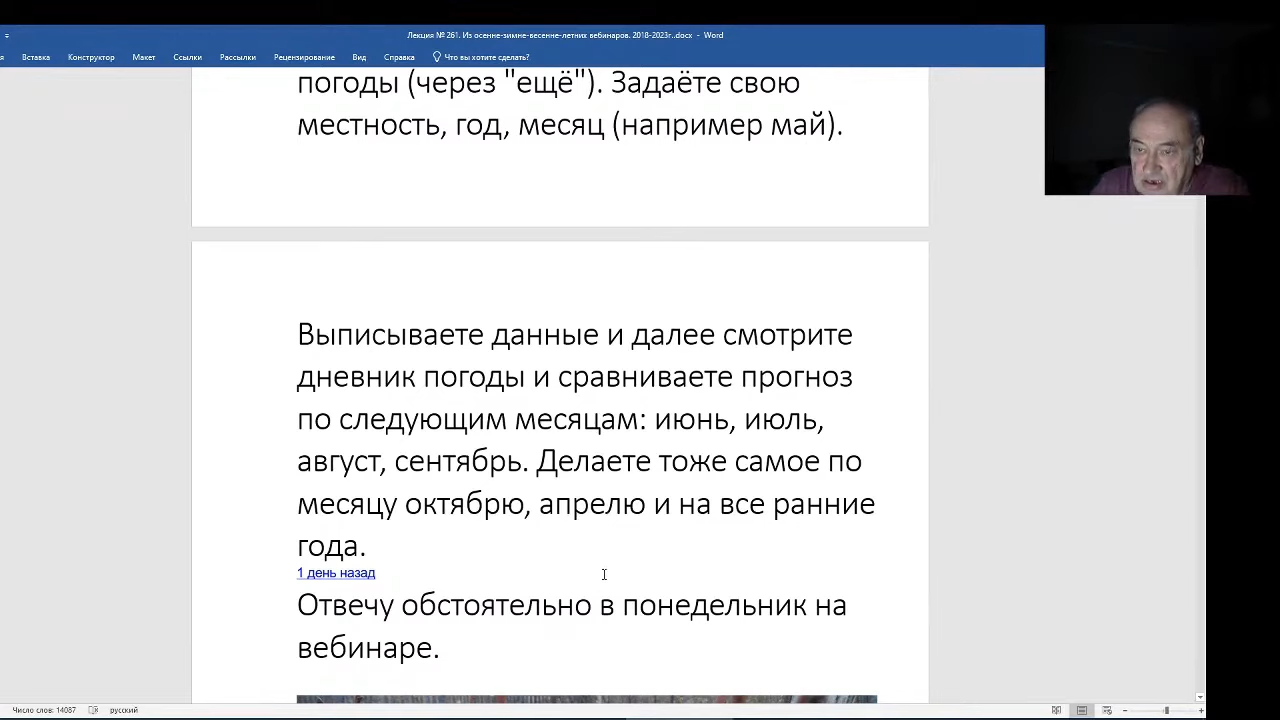 Лекция № 261. Из осенне-зимне-весенне-летних вебинаров. 2018-2023г..docx - Word
я Вставка Конструктор Макет Ссылки Рассылки Рецензирование Вид Справка Что вы хотите сделать?
погоды (через "ещё"). Задаёте свою
местность, год, месяц (например май).
Выписываете данные и далее смотрите
дневник погоды и сравниваете прогноз
по следующим месяцам: июнь, июль,
август, сентябрь. Делаете тоже самое по
месяцу октябрю, апрелю и на все ранние
года.
1 день назад
Отвечу обстоятельно в понедельник на
вебинаре.
Число слов: 14087 русский